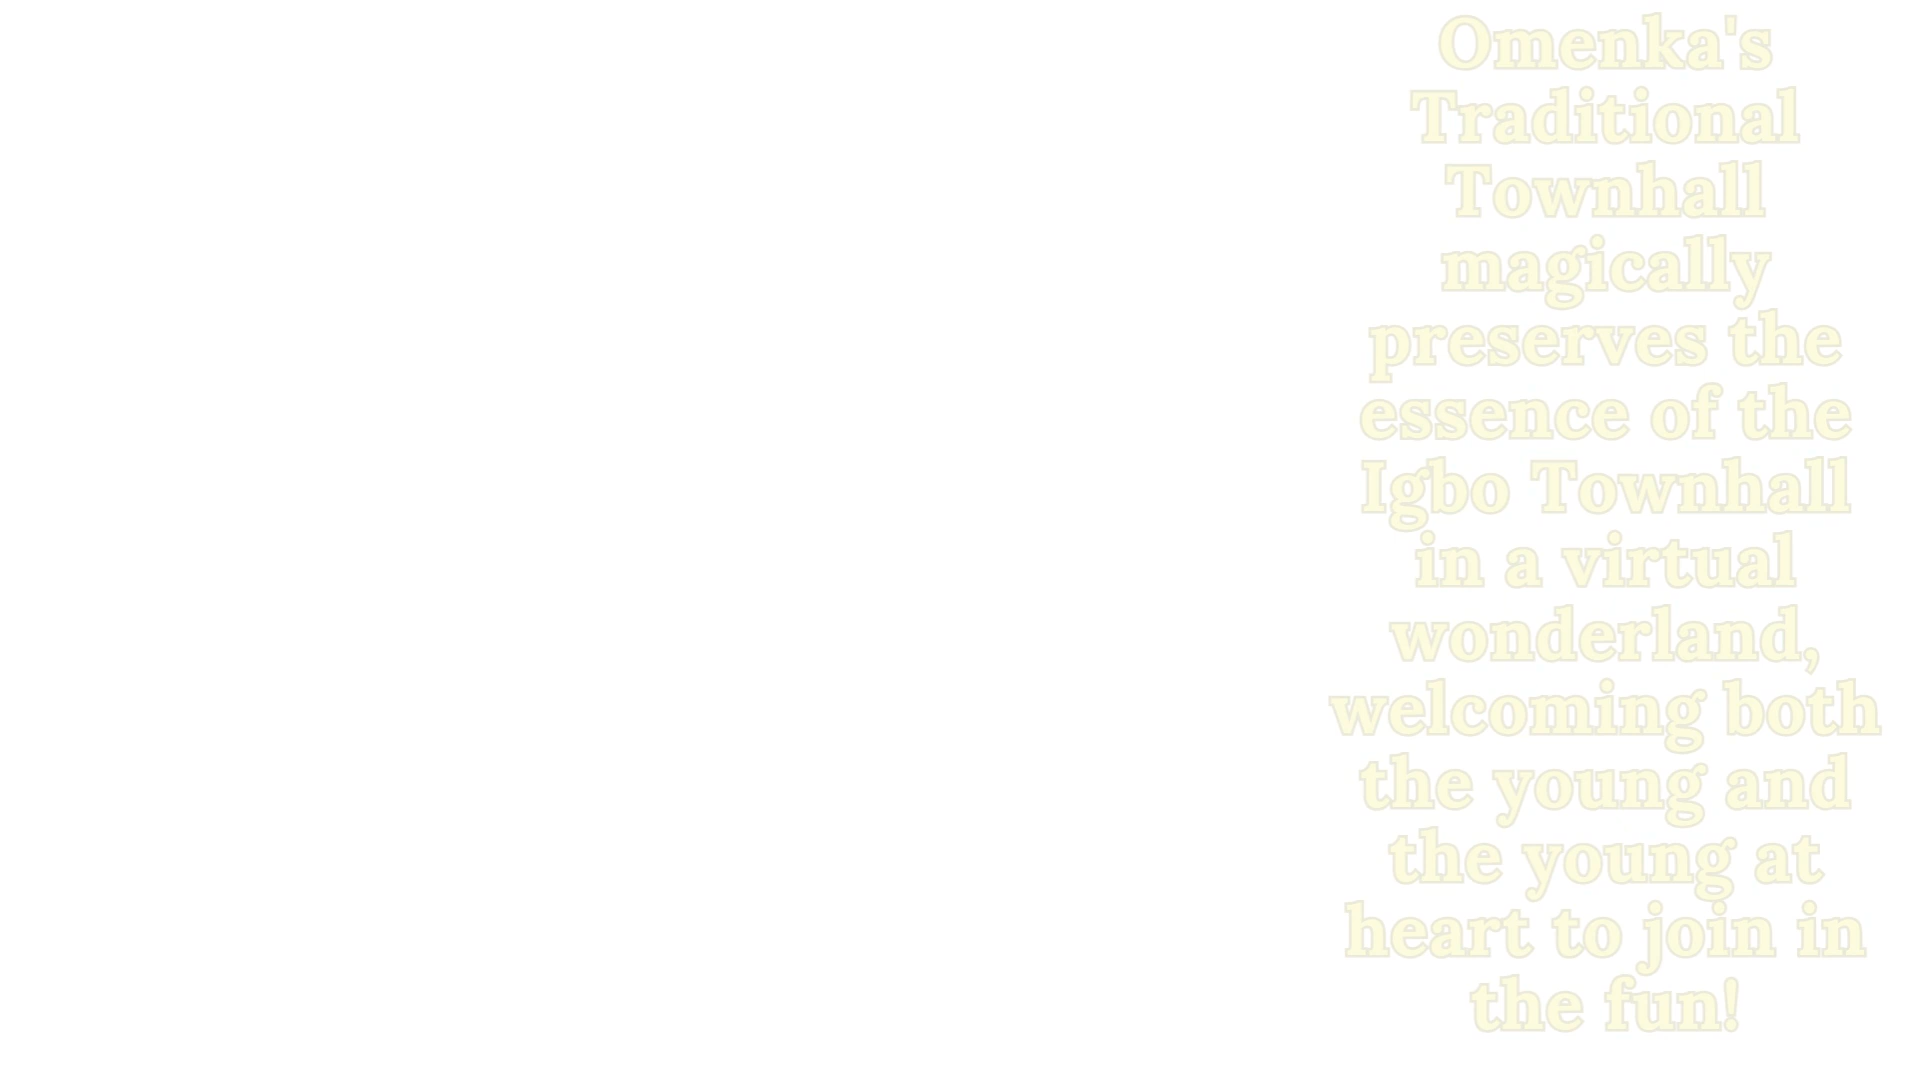 Omenka's
Traditional
Townhall
magically
preserves the
essence of the
Igbo Townhall
in a virtual
wonderland,
welcoming both
the young and
the young at
heart to join in
the fun!